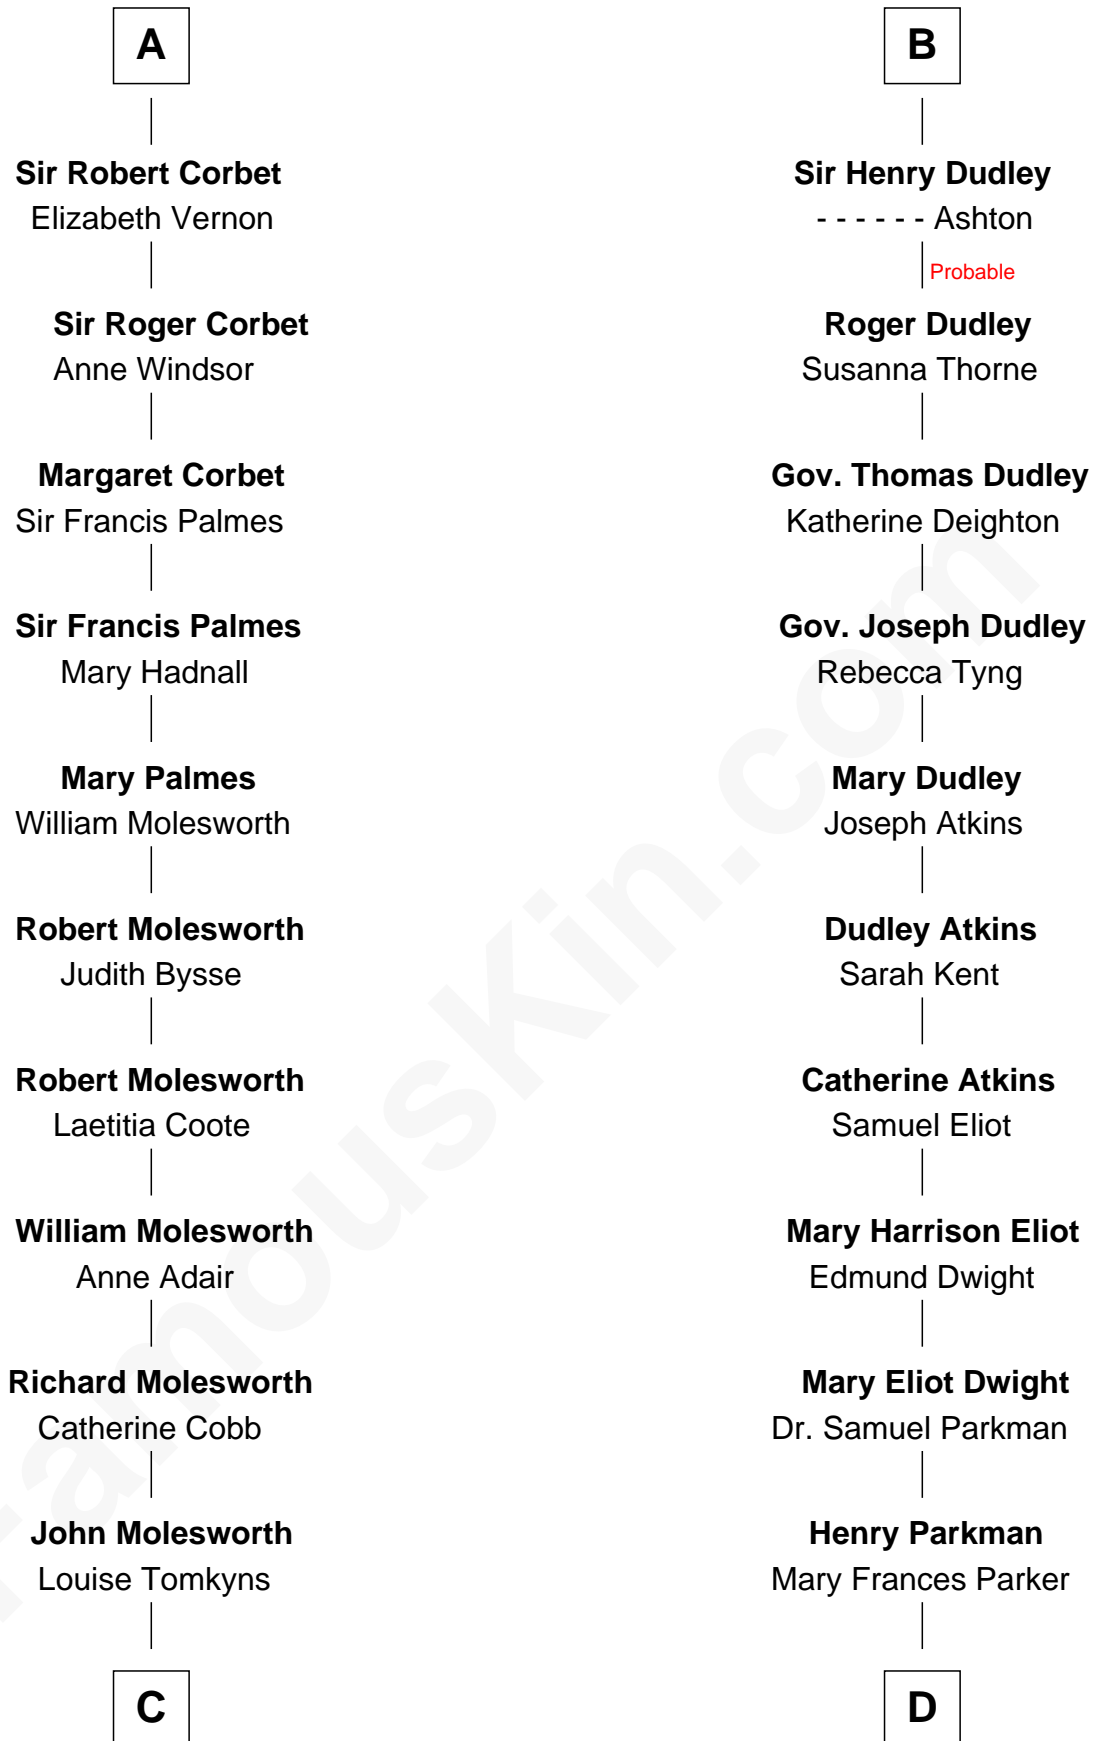 A
Sir Robert Corbet
Elizabeth Vernon
Sir Roger Corbet
Anne Windsor
Margaret Corbet
Sir Francis Palmes
Sir Francis Palmes
Mary Hadnall
Mary Palmes
William Molesworth
Robert Molesworth
Judith Bysse
Robert Molesworth
Laetitia Coote
William Molesworth
Anne Adair
Richard Molesworth
Catherine Cobb
John Molesworth
Louise Tomkyns
C
B
Sir Henry Dudley
- - - - - - Ashton
Probable
Roger Dudley
Susanna Thorne
Gov. Thomas Dudley
Katherine Deighton
Gov. Joseph Dudley
Rebecca Tyng
Mary Dudley
Joseph Atkins
Dudley Atkins
Sarah Kent
Catherine Atkins
Samuel Eliot
Mary Harrison Eliot
Edmund Dwight
Mary Eliot Dwight
Dr. Samuel Parkman
Henry Parkman
Mary Frances Parker
D
FamousKin.com